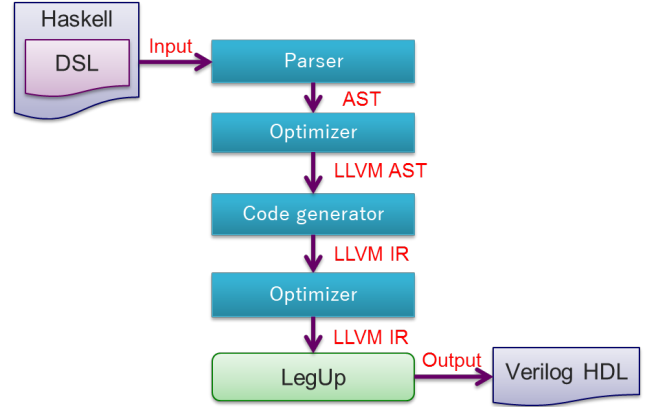 Haskell
DSL
Input
Parser
AST
Optimizer
LLVM AST
Code generator
LLVM IR
Optimizer
LLVM IR
LegUp
Output
Verilog HDL